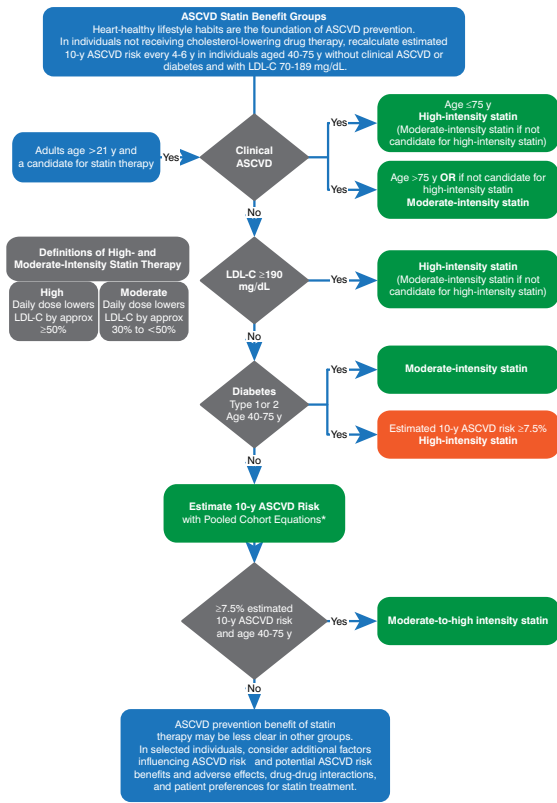 ASCVD Statin Benefit Groups
Heart-healthy lifestyle habits are the foundation of ASCVD prevention.
In individuals not receiving cholesterol-lowering drug therapy, recalculate estimated
10-y ASCVD risk every 4-6 y in individuals aged 40-75 y without clinical ASCVD or
diabetes and with LDL-C 70-189 mg/dL.
Adults age >21 y and
a candidate for statin therapy
Yes
Clinical
ASCVD
Yes
Age ≤75 y
High-intensity statin
(Moderate-intensity statin if not
candidate for high-intensity statin)
Yes
Age >75 y OR if not candidate for
high-intensity statin
Moderate-intensity statin
No
Definitions of High- and
Moderate-Intensity Statin Therapy
High
Daily dose lowers
LDL-C by approx
≥50%
Moderate
Daily dose lowers
LDL-C by approx
30% to <50%
LDL-C ≥190
mg/dL
Yes
High-intensity statin
(Moderate-intensity statin if not
candidate for high-intensity statin)
No
Diabetes
Type 1or 2
Age 40-75 y
Yes
Moderate-intensity statin
Yes
Estimated 10-y ASCVD risk ≥7.5%
High-intensity statin
No
Estimate 10-y ASCVD Risk
with Pooled Cohort Equations*
≥7.5% estimated
10-y ASCVD risk
and age 40-75 y
Yes
Moderate-to-high intensity statin
No
ASCVD prevention benefit of statin
therapy may be less clear in other groups.
In selected individuals, consider additional factors
influencing ASCVD risk and potential ASCVD risk
benefits and adverse effects, drug-drug interactions,
and patient preferences for statin treatment.